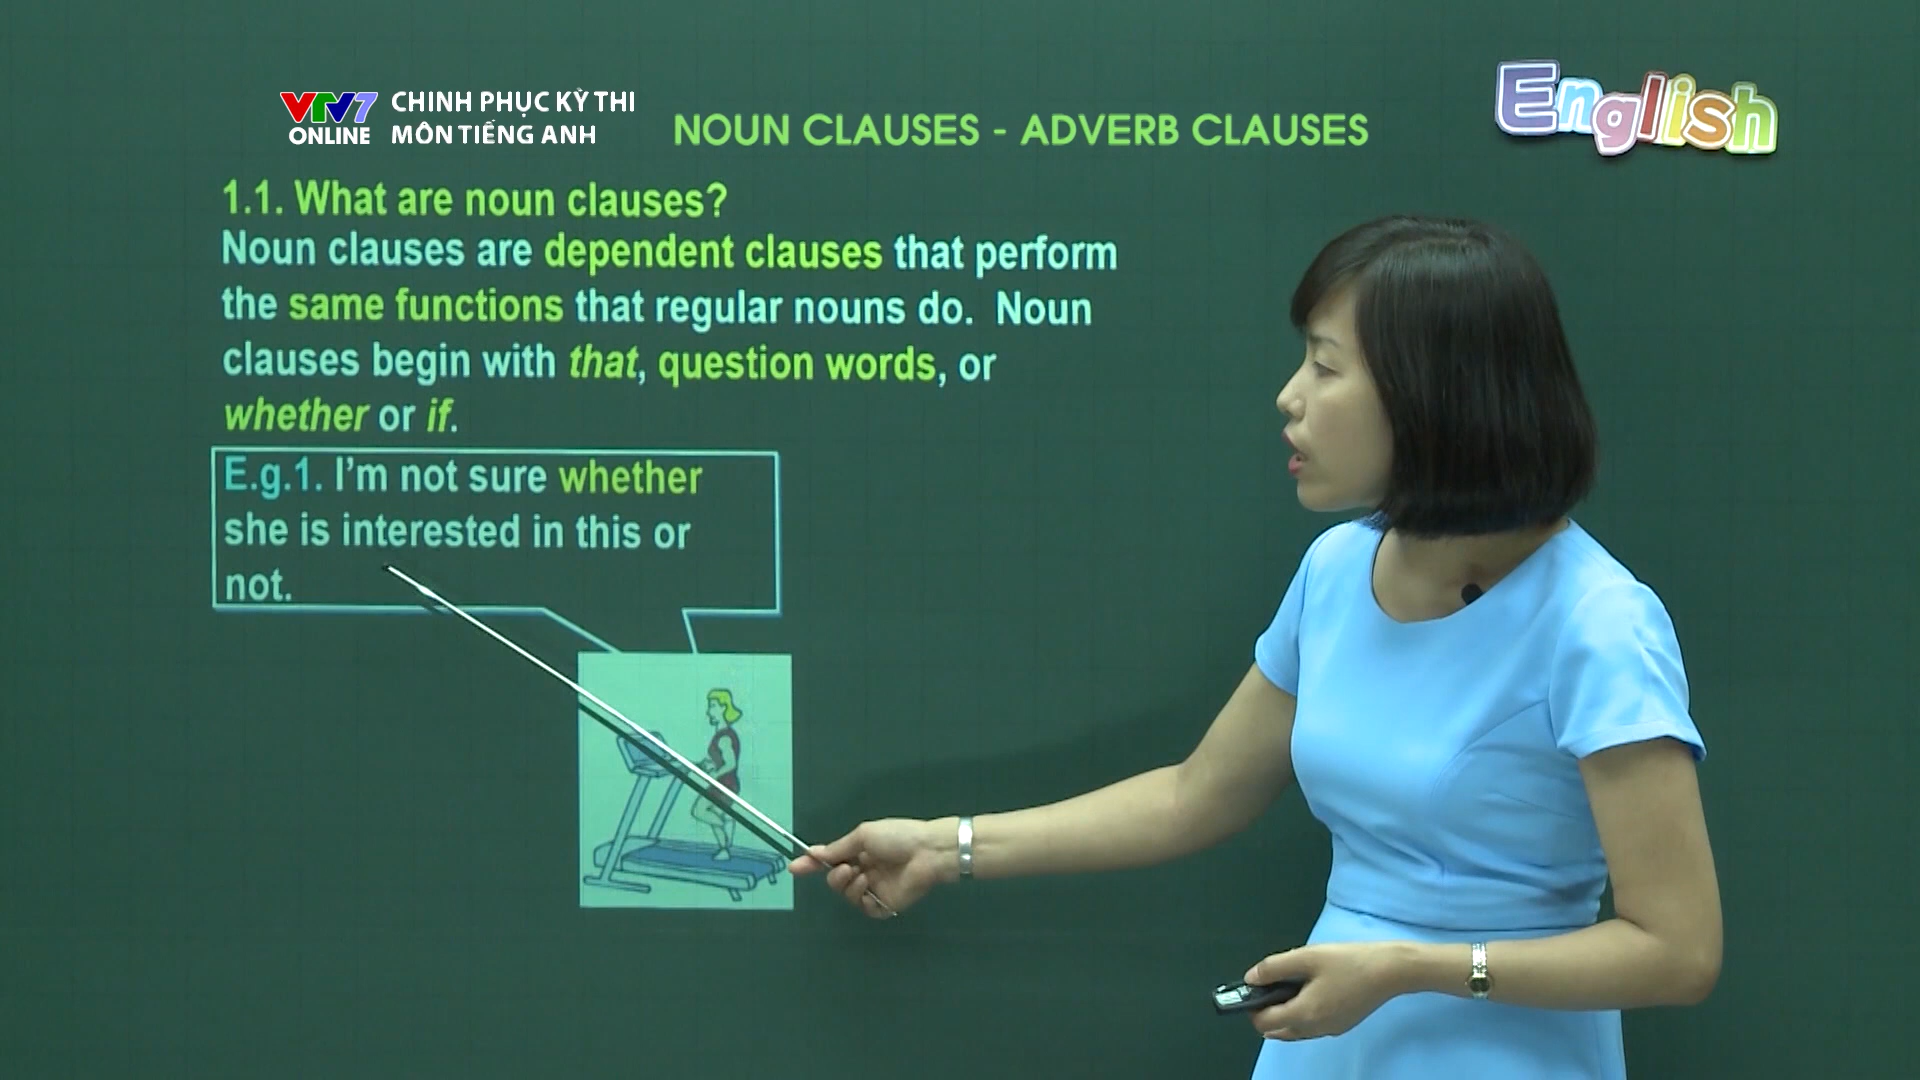 VTV7 ONLINE
CHINH PHỤC KỲ THI
MÔN TIẾNG ANH
NOUN CLAUSES - ADVERB CLAUSES
English
1.1. What are noun clauses?
Noun clauses are dependent clauses that perform
the same functions that regular nouns do. Noun
clauses begin with that, question words, or
whether or if.
E.g.1. I'm not sure whether
she is interested in this or
not.